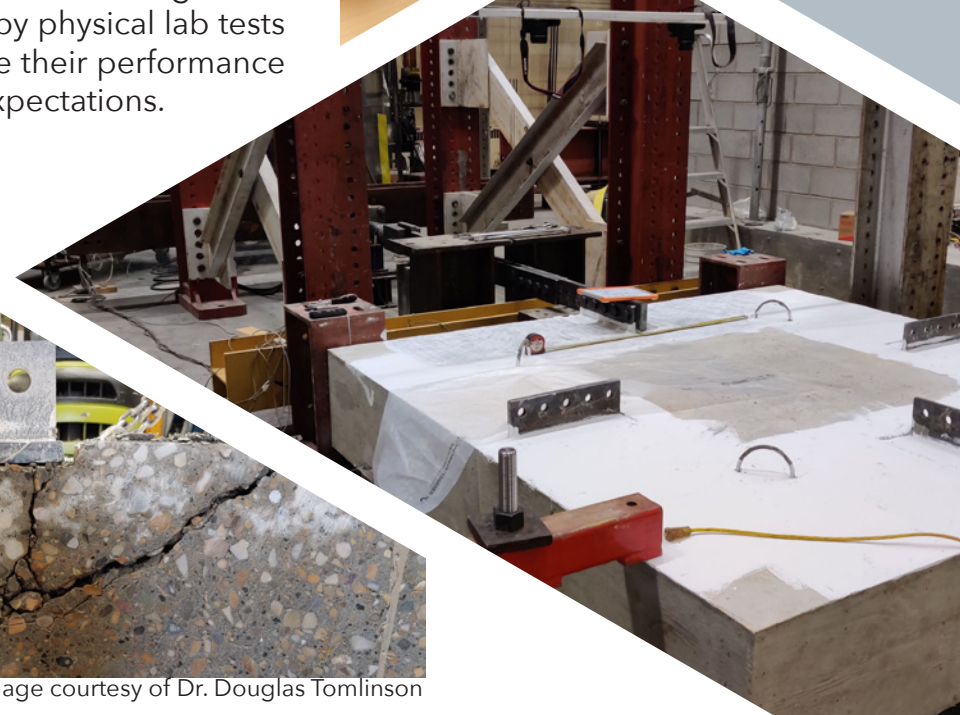 by physical lab tests
e their performance
xpectations.
age courtesy of Dr. Douglas Tomlinson